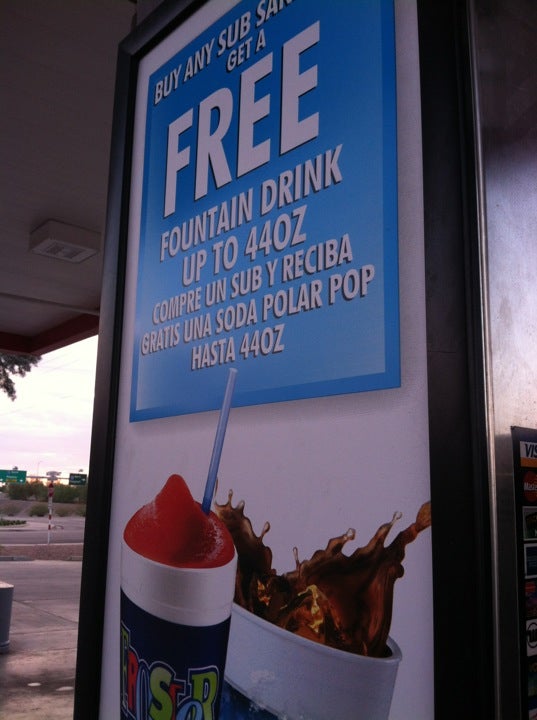 BUY ANY SUB
GET A
FREE
FOUNTAIN DRINK
UP TO 44OZ
COMPRE UN SUB Y RECIBA
GRATIS UNA SODA POLAR POP
HASTA 44OZ
FROSTER